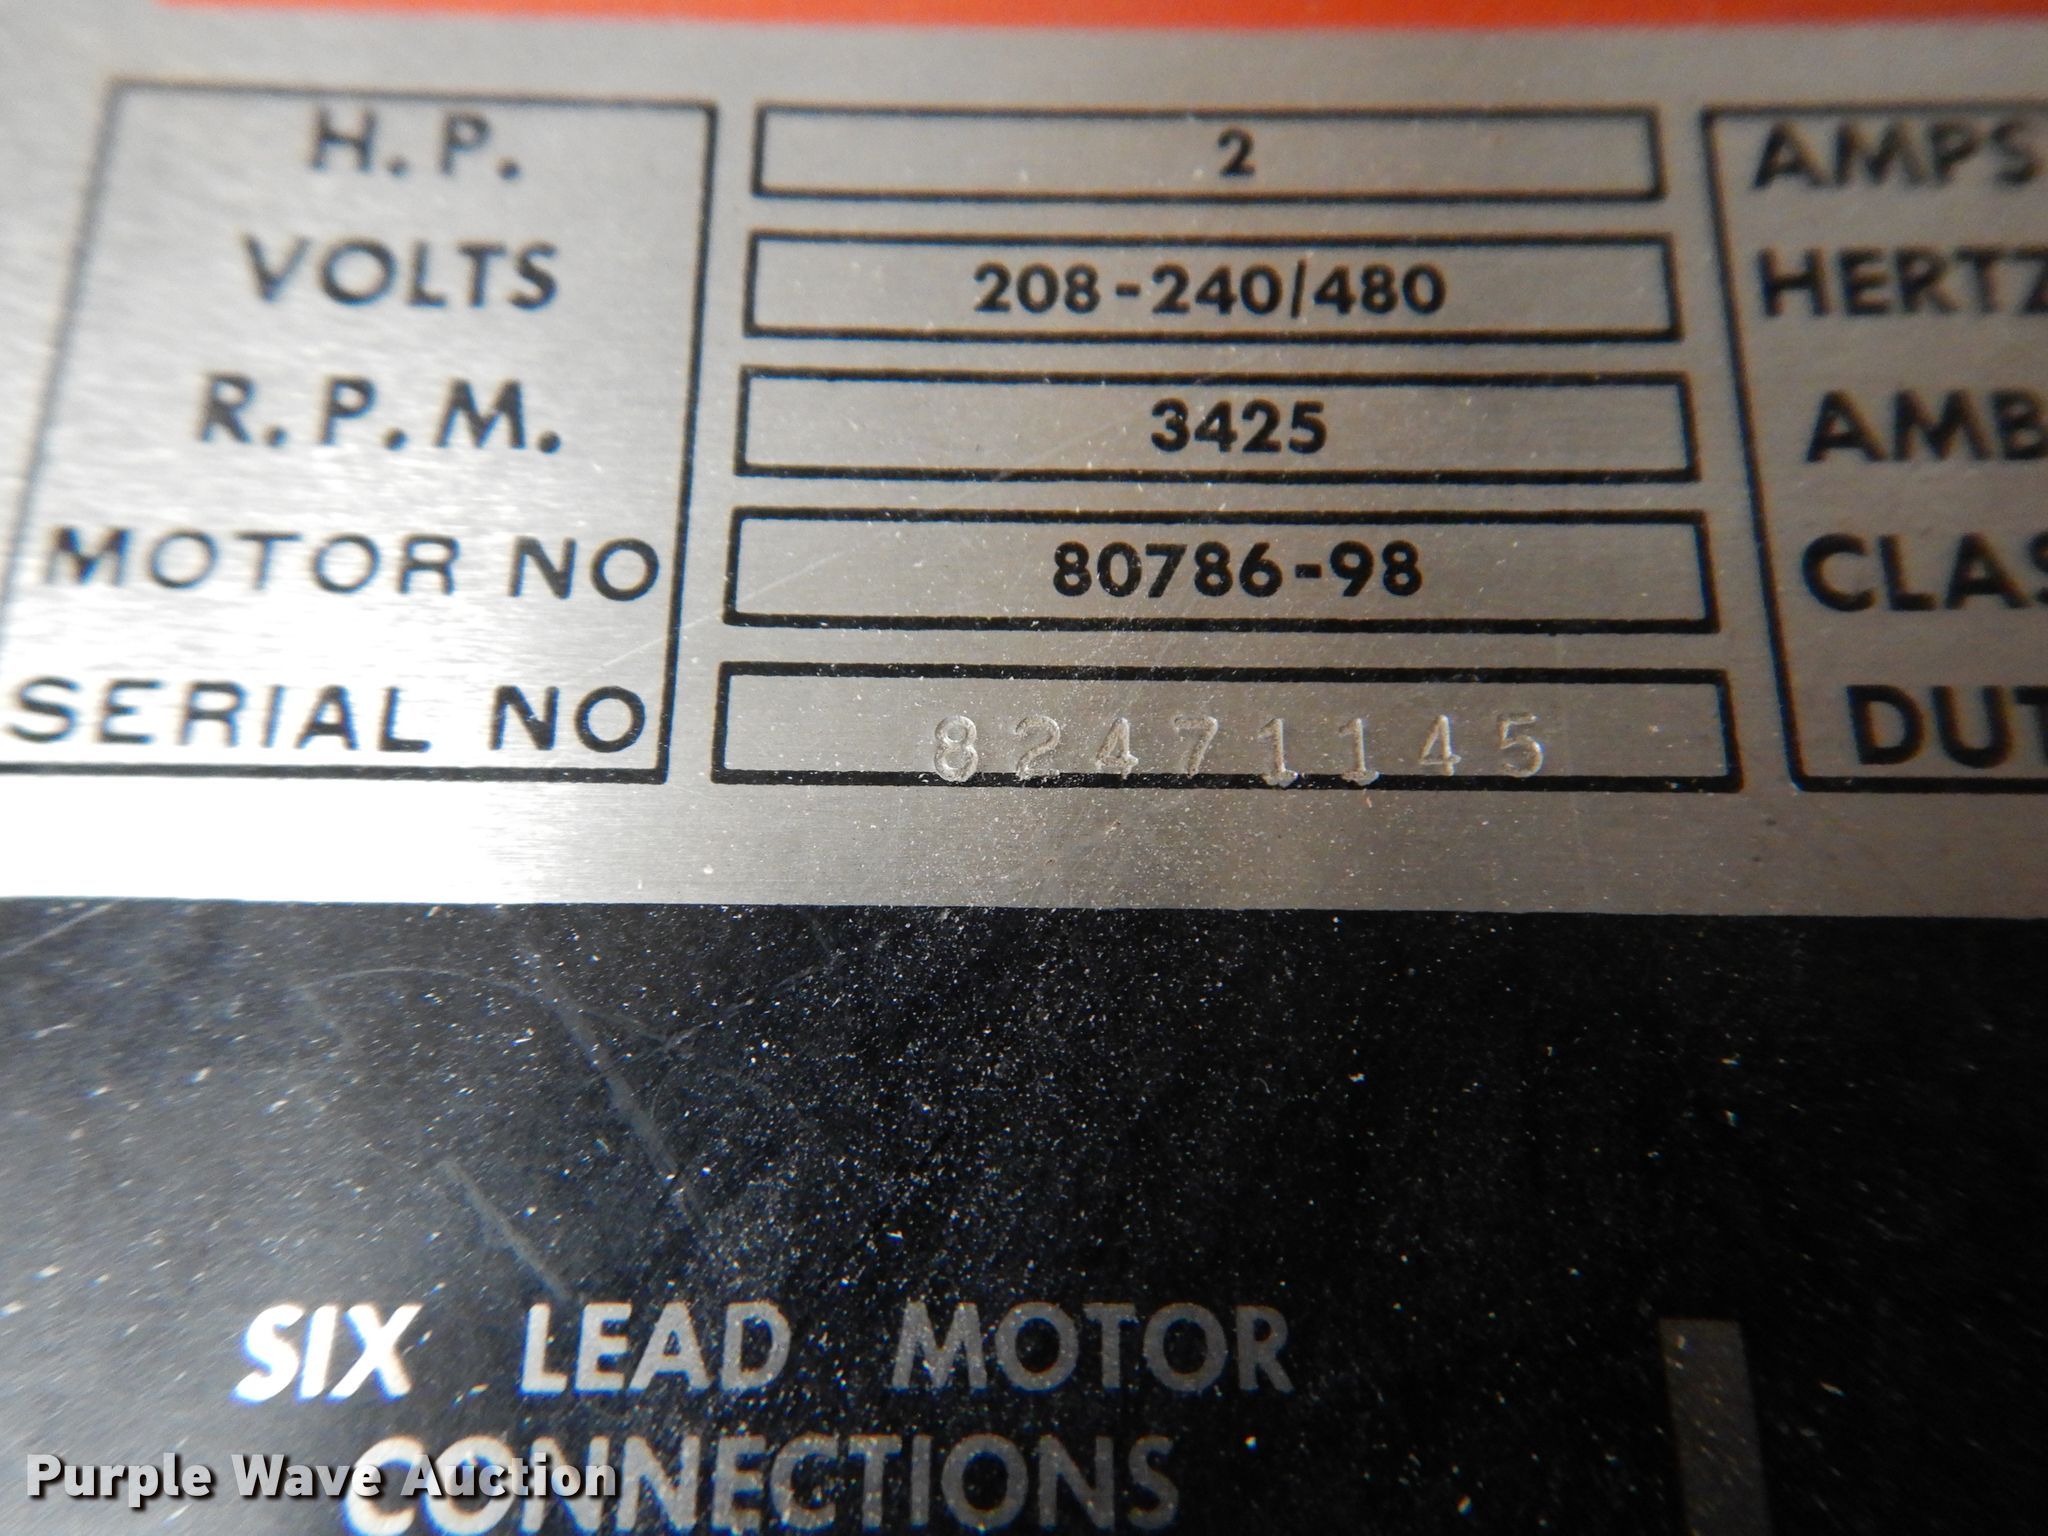 H.P. 2 AMPS
VOLTS 208-240/480 HERTZ
R.P.M. 3425 AMB
MOTOR NO 80786-98 CLAS
SERIAL NO 82471145 DUT
SIX LEAD MOTOR
CONNECTIONS
Purple Wave Auction